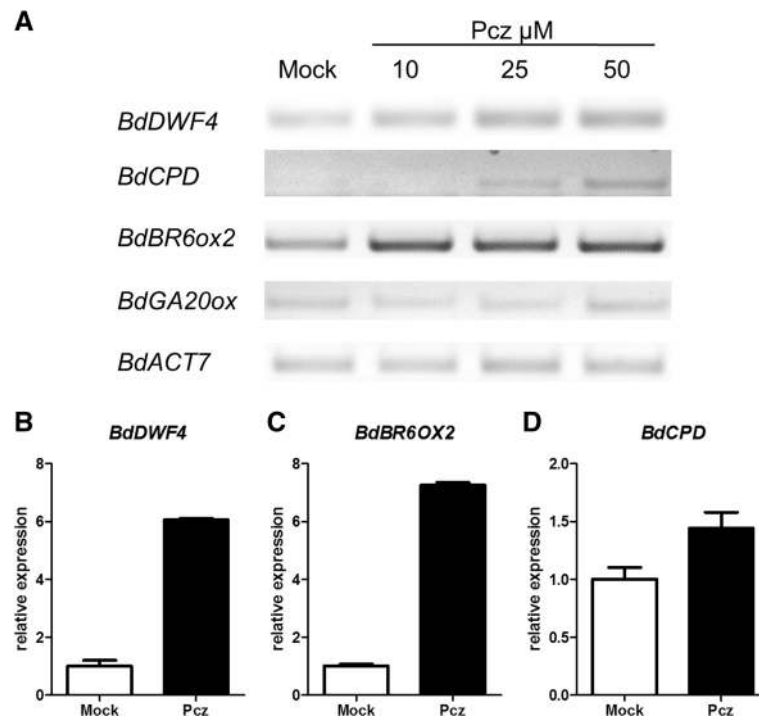 A
Pcz µM
Mock 10 25 50
BdDWF4
BdCPD
BdBR6ox2
BdGA20ox
BdACT7
B BdDWF4
relative expression
8
6
4
2
0
Mock Pcz
C BdBR6OX2
relative expression
8
6
4
2
0
Mock Pcz
D BdCPD
relative expression
2.0
1.5
1.0
0.5
0.0
Mock Pcz